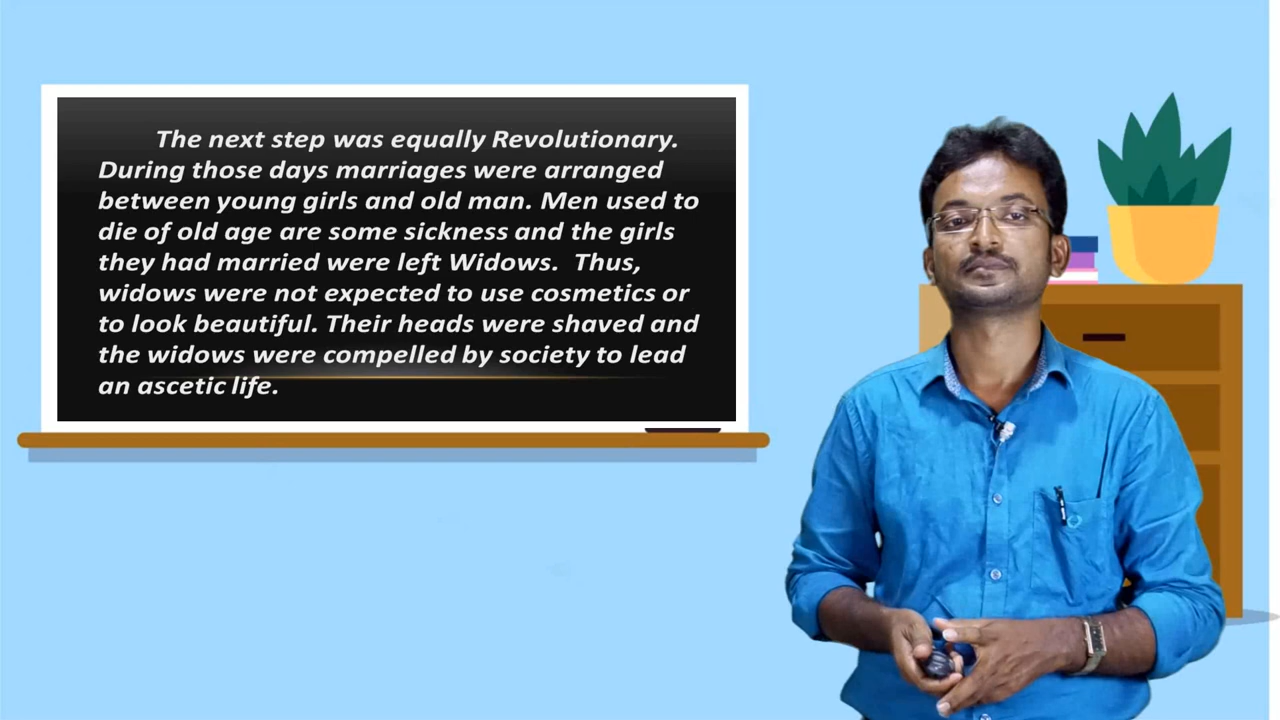 The next step was equally Revolutionary.
During those days marriages were arranged
between young girls and old man. Men used to
die of old age are some sickness and the girls
they had married were left Widows. Thus,
widows were not expected to use cosmetics or
to look beautiful. Their heads were shaved and
the widows were compelled by society to lead
an ascetic life.